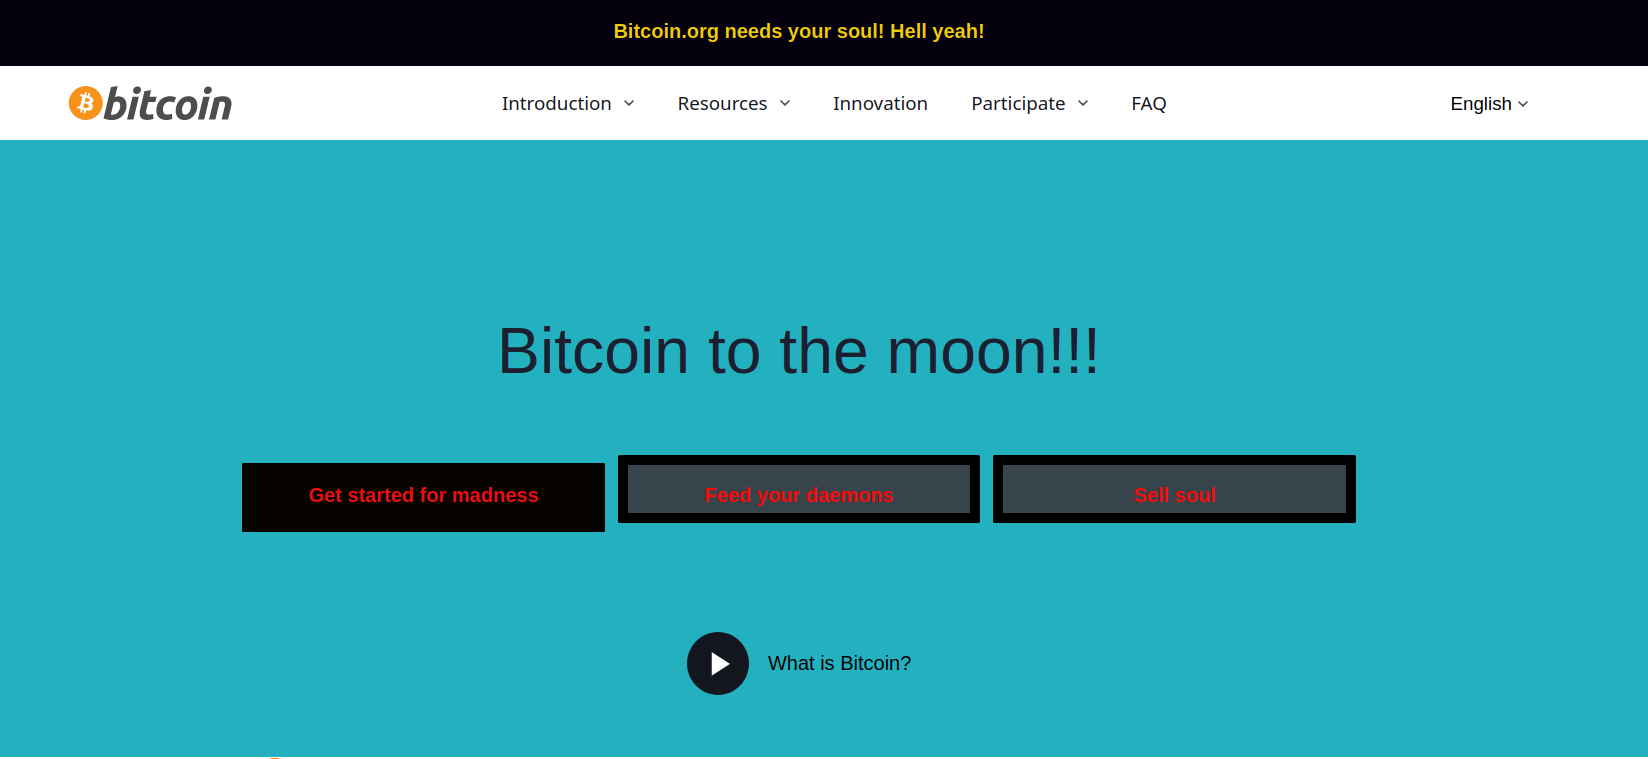 Bitcoin.org needs your soul! Hell yeah!
bitcoin Introduction Resources Innovation Participate FAQ English
Bitcoin to the moon!!!
Get started for madness Feed your daemons Sell soul
What is Bitcoin?